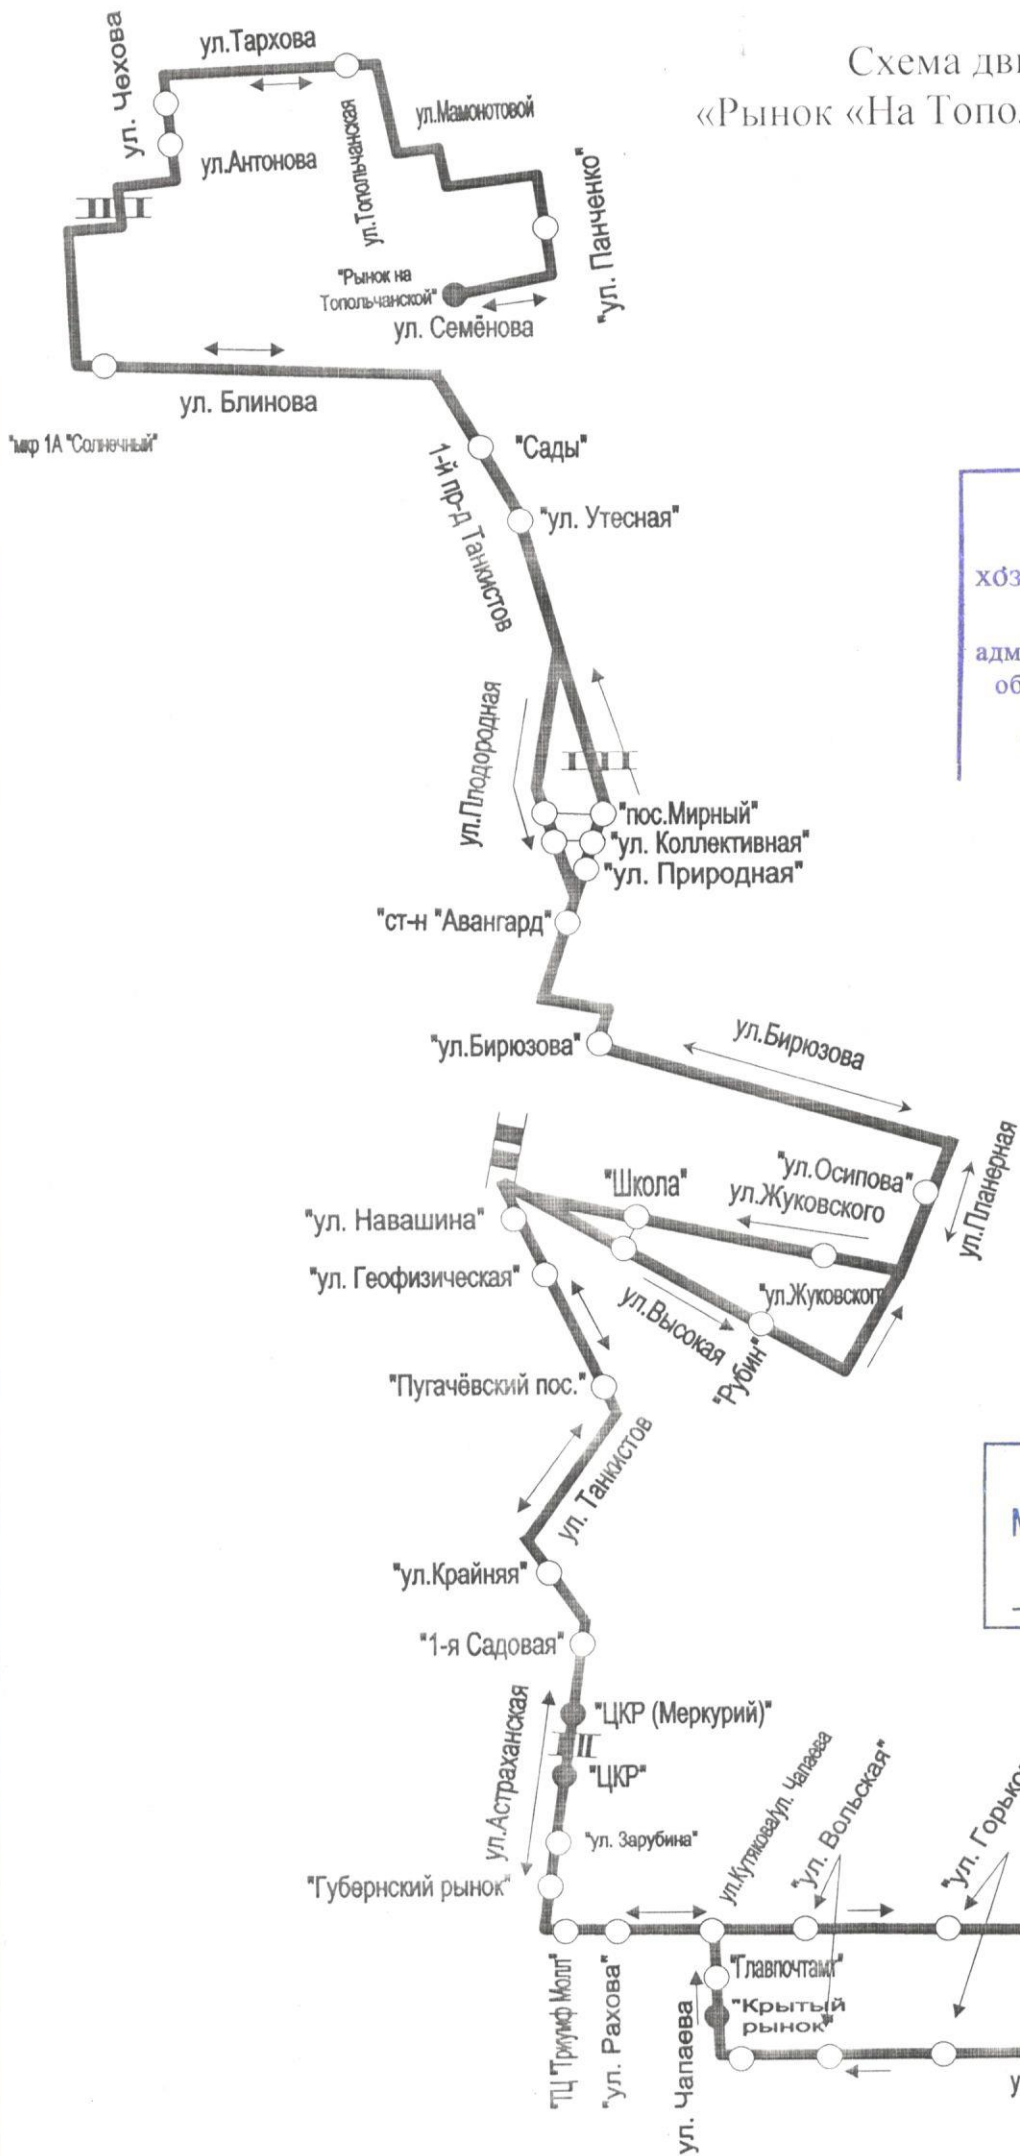 Схема дви
«Рынок «На Топол
ул.Тархова
ул. Чехова
ул.Мамонотовой
ул.Антонова
ул.Топольчанская
"ул. Панченко"
"Рынок на
Топольчанской"
ул. Семёнова
ул. Блинова
"мкр 1А "Солнечный"
"Сады"
1-й пр-д Танкистов
"ул. Утесная"
хоз
адм
об
ул.Плодородная
"пос.Мирный"
"ул. Коллективная"
"ул. Природная"
"ст-н "Авангард"
"ул.Бирюзова"
ул.Бирюзова
ул.Планерная
"ул.Осипова"
"Школа"
ул.Жуковского
"ул. Навашина"
"ул. Геофизическая"
"ул.Жуковског
ул.Высокая
"Рубин"
"Пугачёвский пос."
ул. Танкистов
"ул.Крайняя"
"1-я Садовая"
"ЦКР (Меркурий)"
ул.Астраханская
"ЦКР"
"ул. Зарубина"
"Губернский рынок"
ул.Кутякова/ул. Чапаева
"ул. Вольская"
"ул. Горько
"ТЦ "Триумф Молл"
"ул. Рахова"
"Главпочтамт"
"Крытый
рынок"
ул. Чапаева
у